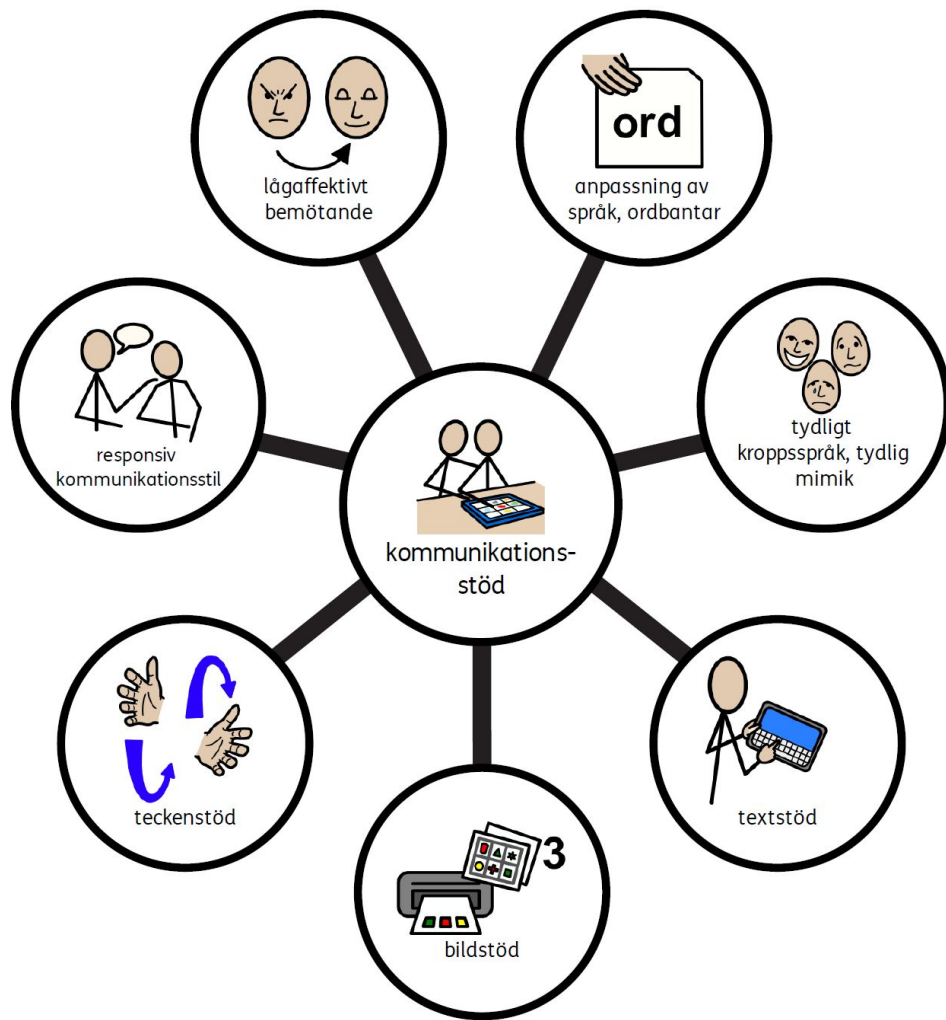 lågaffektivt
bemötande
ord
anpassning av
språk, ordbantar
responsiv
kommunikationsstil
tydligt
kroppsspråk, tydlig
mimik
kommunikations-
stöd
teckenstöd
textstöd
3
bildstöd